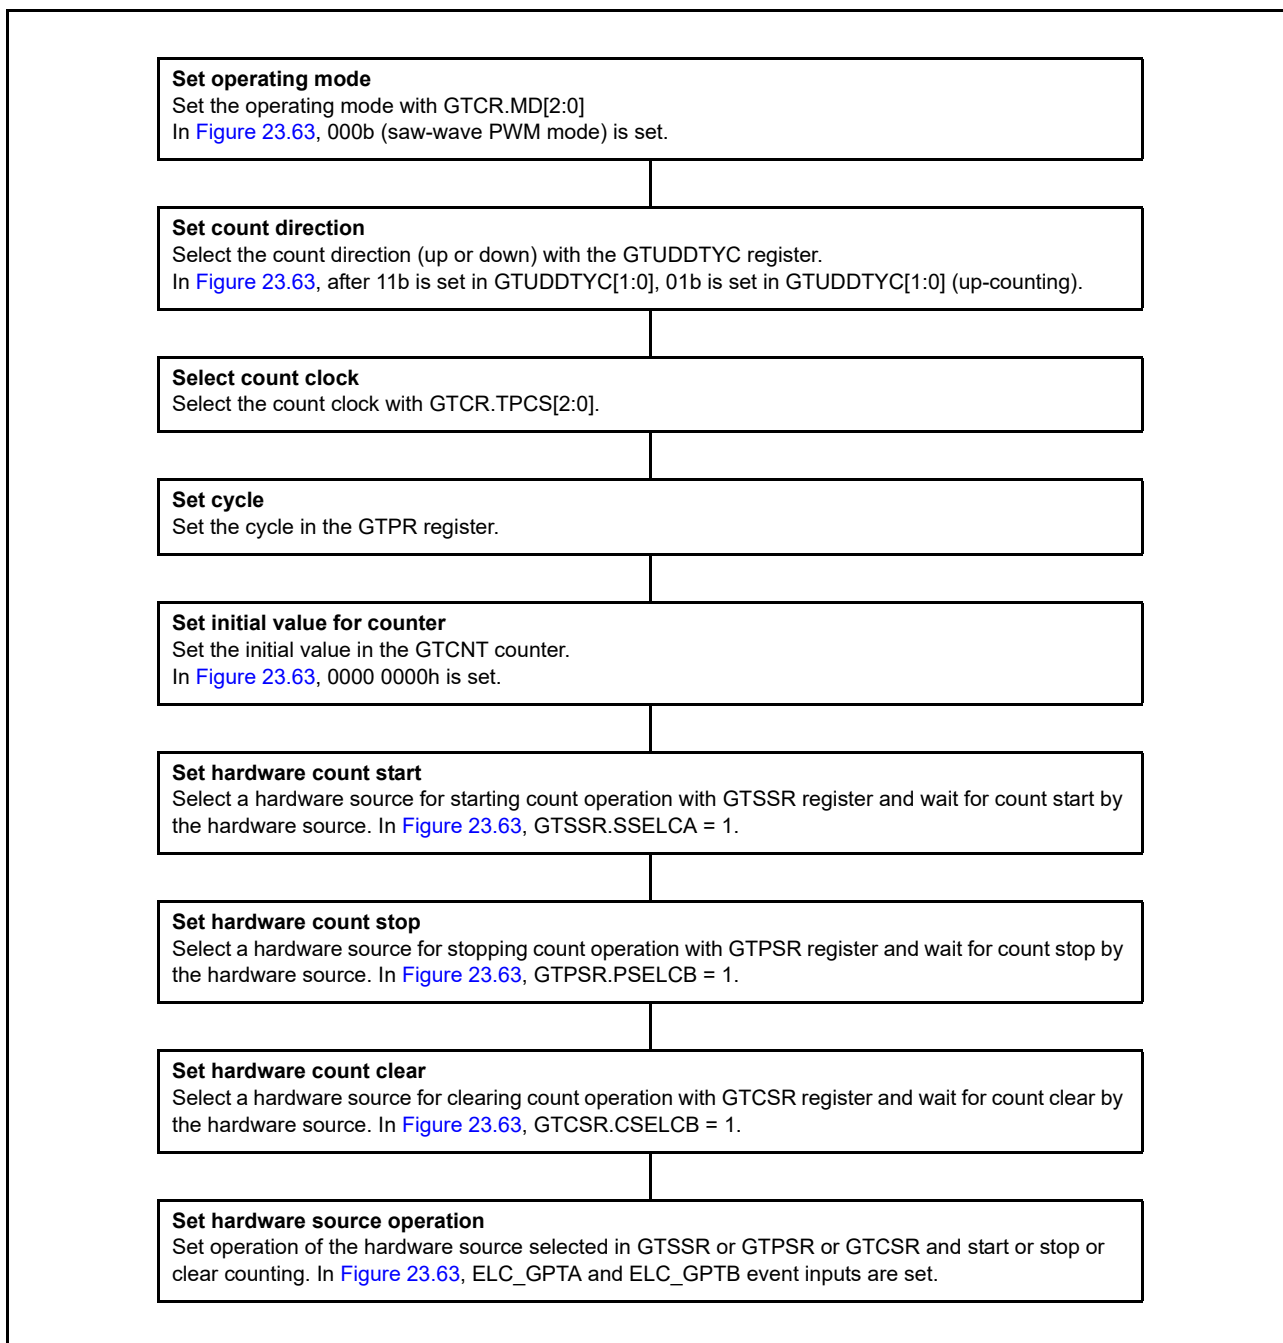 Set operating mode
Set the operating mode with GTCR.MD[2:0]
In Figure 23.63, 000b (saw-wave PWM mode) is set.
Set count direction
Select the count direction (up or down) with the GTUDDTYC register.
In Figure 23.63, after 11b is set in GTUDDTYC[1:0], 01b is set in GTUDDTYC[1:0] (up-counting).
Select count clock
Select the count clock with GTCR.TPCS[2:0].
Set cycle
Set the cycle in the GTPR register.
Set initial value for counter
Set the initial value in the GTCNT counter.
In Figure 23.63, 0000 0000h is set.
Set hardware count start
Select a hardware source for starting count operation with GTSSR register and wait for count start by
the hardware source. In Figure 23.63, GTSSR.SSELCA = 1.
Set hardware count stop
Select a hardware source for stopping count operation with GTPSR register and wait for count stop by
the hardware source. In Figure 23.63, GTPSR.PSELCB = 1.
Set hardware count clear
Select a hardware source for clearing count operation with GTCSR register and wait for count clear by
the hardware source. In Figure 23.63, GTCSR.CSELCB = 1.
Set hardware source operation
Set operation of the hardware source selected in GTSSR or GTPSR or GTCSR and start or stop or
clear counting. In Figure 23.63, ELC_GPTA and ELC_GPTB event inputs are set.